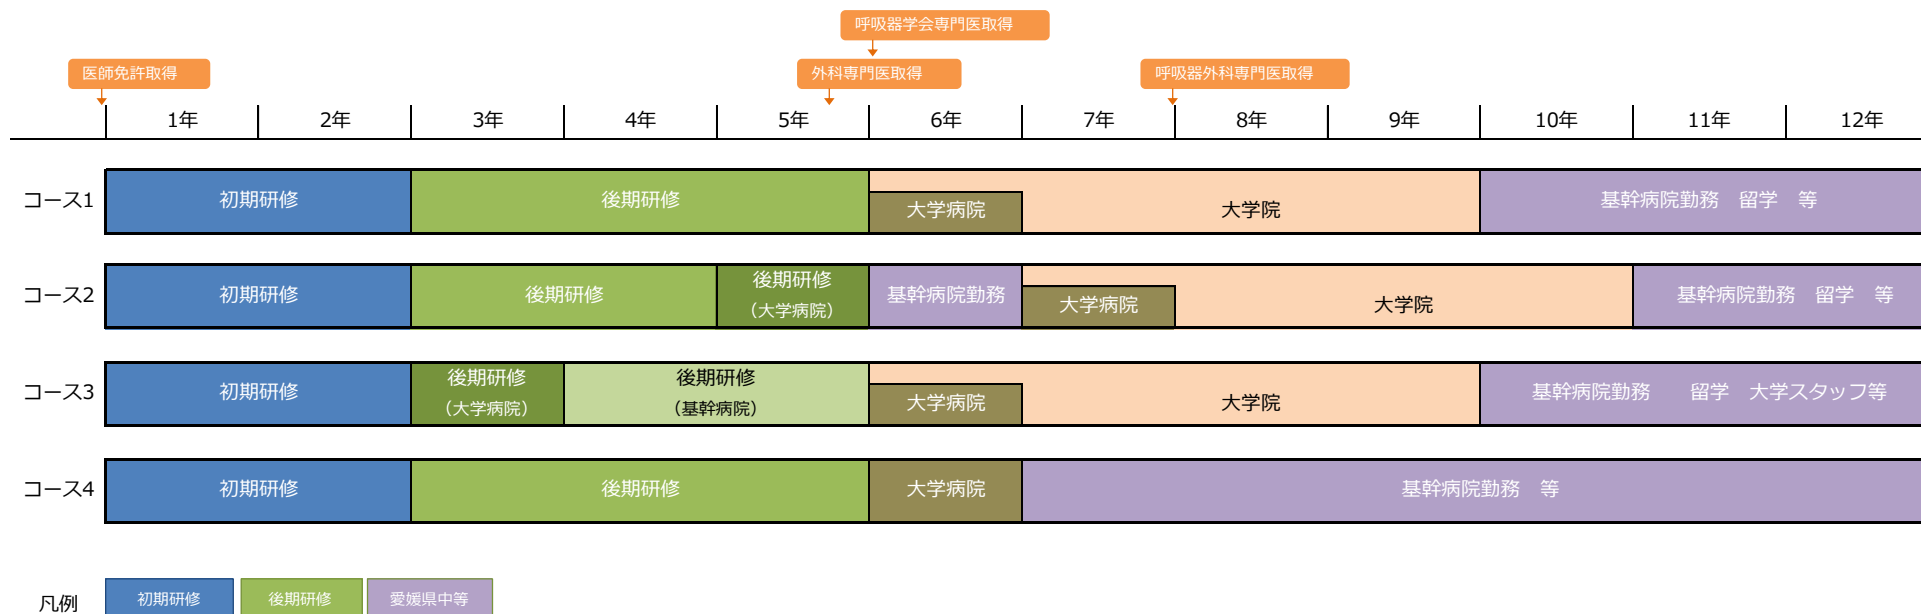 呼吸器学会専門医取得
医師免許取得
外科専門医取得
呼吸器外科専門医取得
1年 2年 3年 4年 5年 6年 7年 8年 9年 10年 11年 12年
コース1 初期研修 後期研修 大学病院 大学院 基幹病院勤務　留学　等
コース2 初期研修 後期研修 後期研修 基幹病院勤務 大学病院 大学院 基幹病院勤務　留学　等
（大学病院）
コース3 初期研修 後期研修 後期研修 大学病院 大学院 基幹病院勤務　　留学　大学スタッフ等
（大学病院） （基幹病院）
コース4 初期研修 後期研修 大学病院 基幹病院勤務　等
凡例 初期研修 後期研修 愛媛県中等